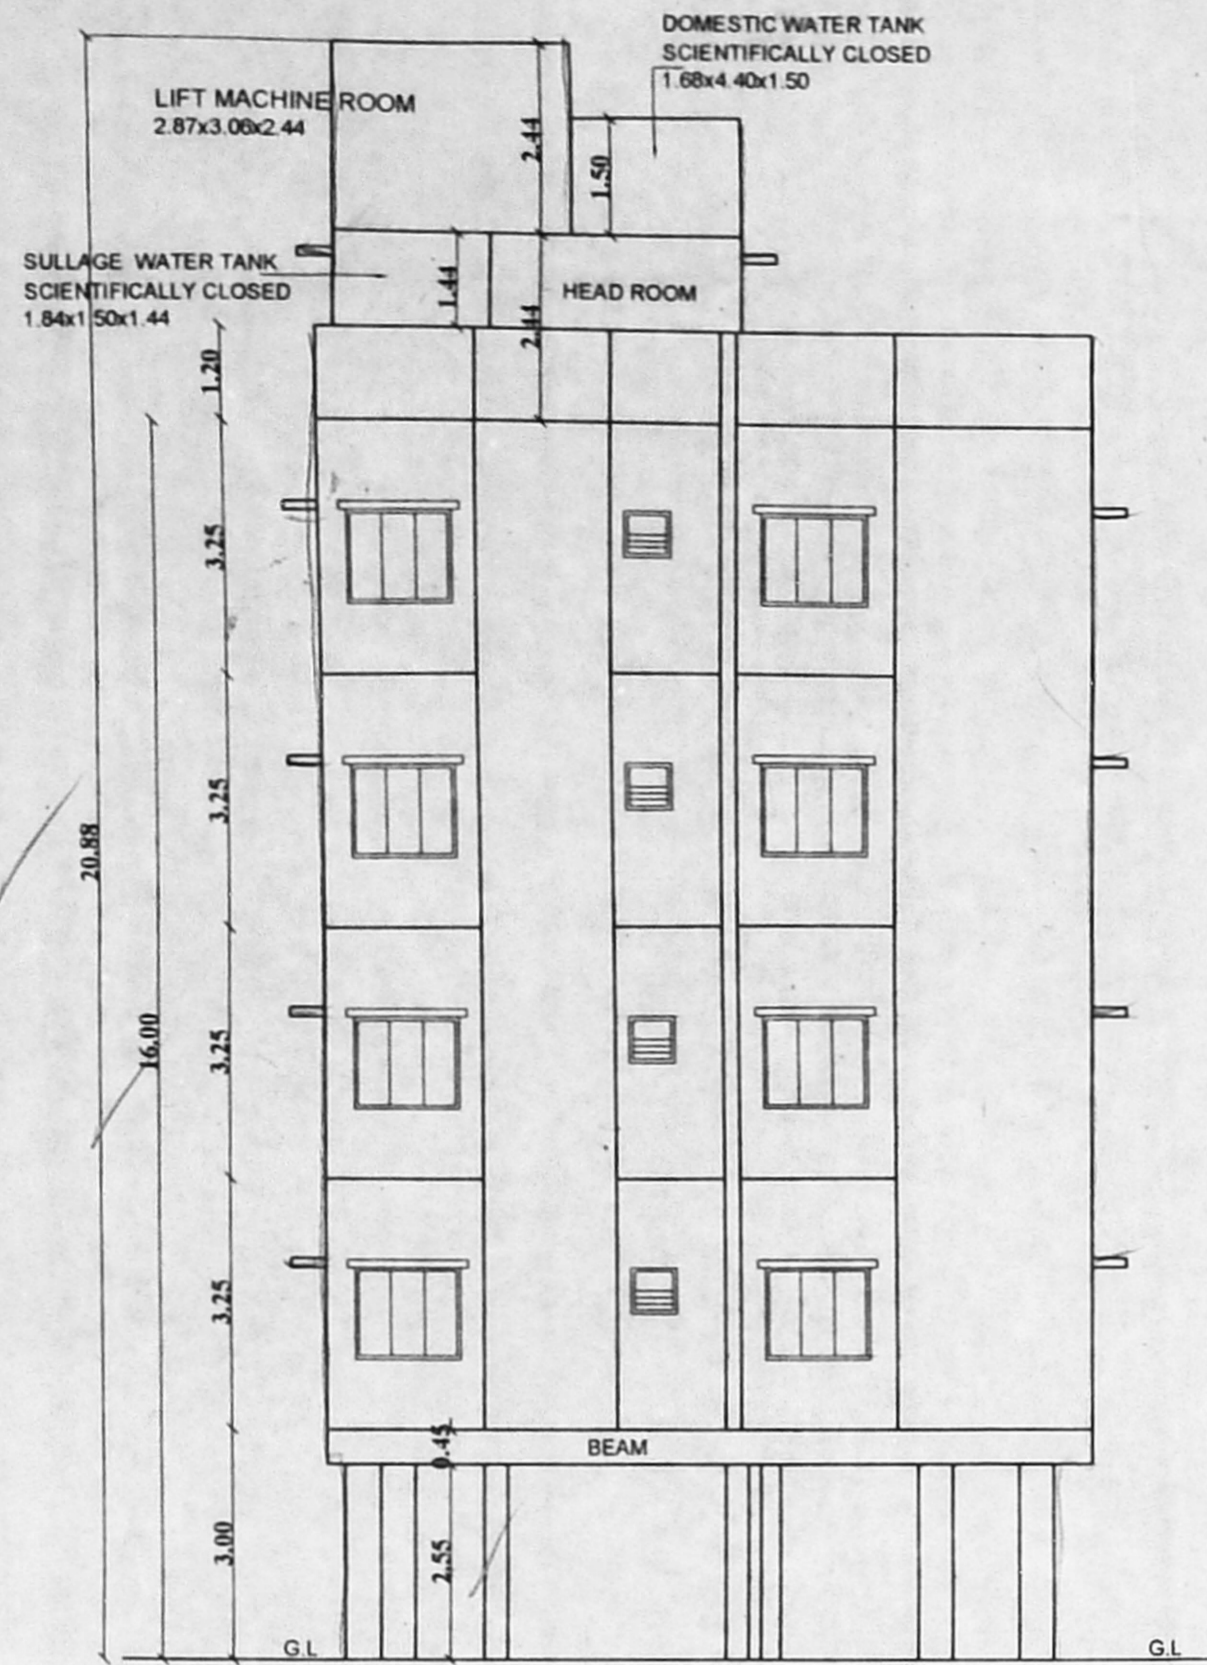 DOMESTIC WATER TANK
SCIENTIFICALLY CLOSED
1.68x4.40x1.50
LIFT MACHINE ROOM
2.87x3.06x2.44
2.44
1.50
SULLAGE WATER TANK
SCIENTIFICALLY CLOSED
1.84x1.50x1.44
1.44
HEAD ROOM
2.44
1.20
3.25
3.25
20.88
16.00
3.25
3.25
0.45
BEAM
3.00
2.55
G.L
G.L